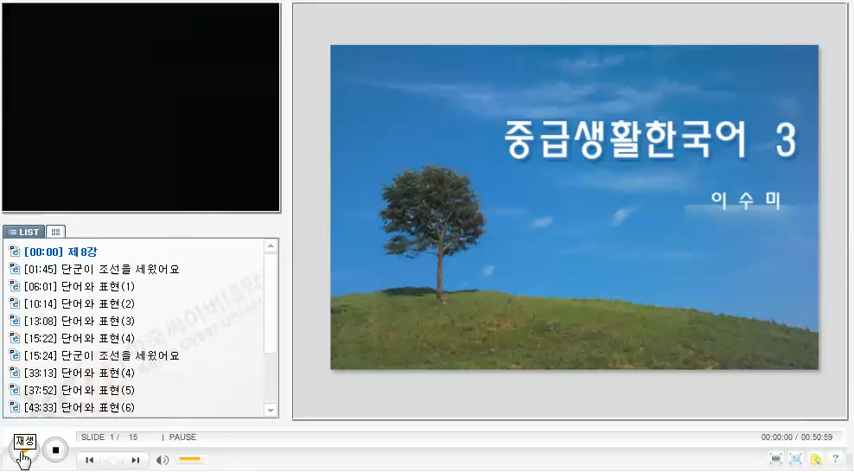 중급생활한국어 3
이 수 미
LIST
[00:00] 제 8강
[01:45] 단군이 조선을 세웠어요
[06:01] 단어와 표현(1)
[10:14] 단어와 표현(2)
[13:08] 단어와 표현(3)
[15:22] 단어와 표현(4)
[15:24] 단군이 조선을 세웠어요
[33:13] 단어와 표현(4)
[37:52] 단어와 표현(5)
[43:33] 단어와 표현(6)
재생
SLIDE 1 / 15 | PAUSE
00:00:00 / 00:50:59
?